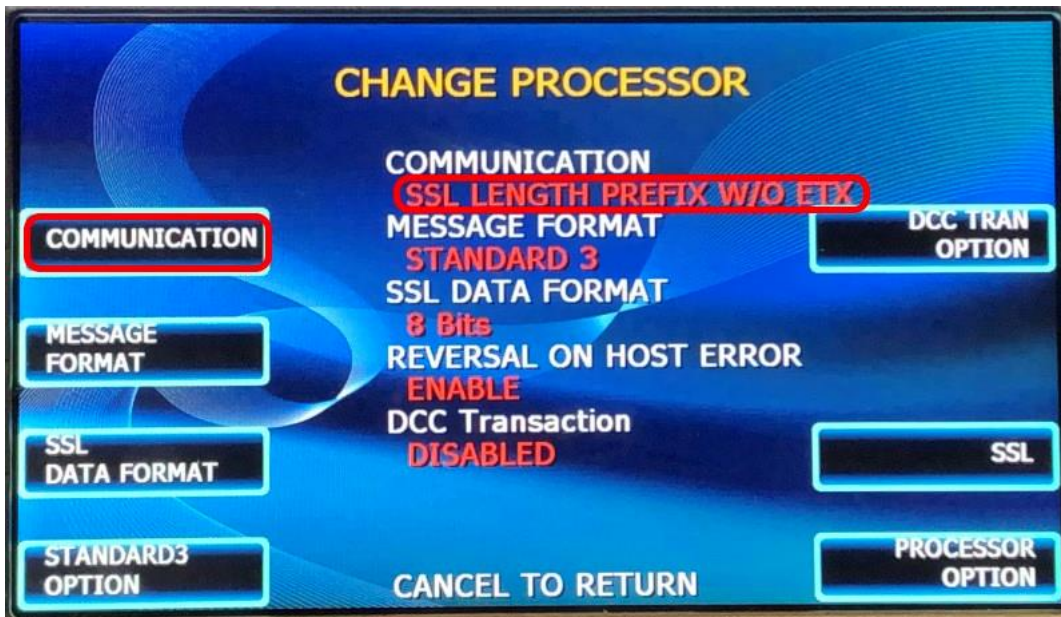 CHANGE PROCESSOR
COMMUNICATION
SSL LENGTH PREFIX W/O ETX
MESSAGE FORMAT
STANDARD 3
SSL DATA FORMAT
8 Bits
REVERSAL ON HOST ERROR
ENABLE
DCC Transaction
DISABLED
CANCEL TO RETURN
COMMUNICATION
MESSAGE
FORMAT
SSL
DATA FORMAT
STANDARD3
OPTION
DCC TRAN
OPTION
SSL
PROCESSOR
OPTION